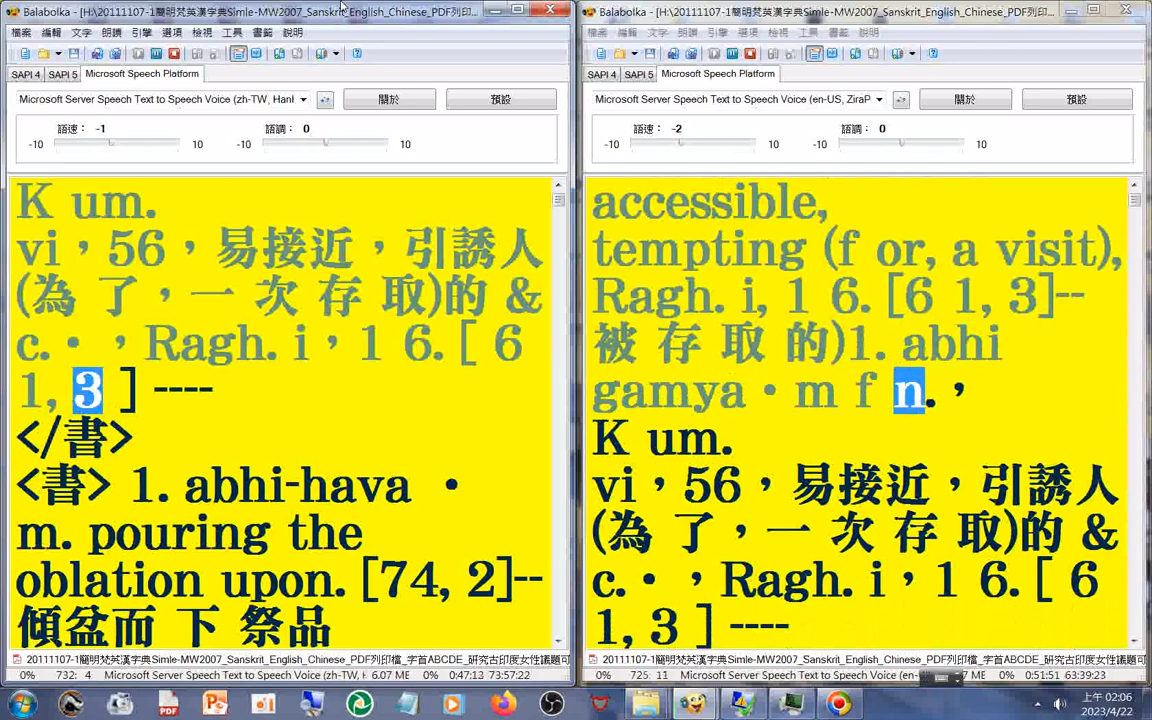 Balabolka - [H:\20111107-1簡明梵英漢字典Simle-MW2007_Sanskrit_English_Chinese_PDF列印...
檔案 編輯 文字 朗讀 引擎 選項 檢視 工具 書籤 說明
SAPI 4 SAPI 5 Microsoft Speech Platform
Microsoft Server Speech Text to Speech Voice (zh-TW, Hanl
關於 預設
語速： -1 語調： 0
-10 10 -10 10
K um.
vi，56，易接近，引誘人
(為 了，一 次 存 取)的 &
c.•，Ragh. i，1 6. [ 6
1, 3 ] ----
</書>
<書> 1. abhi-hava •
m. pouring the
oblation upon. [74, 2]--
傾盆而 下 祭品
20111107-1簡明梵英漢字典Simle-MW2007_Sanskrit_English_Chinese_PDF列印檔_字首ABCDE_研究古印度女性議題可
0% 732: 4 Microsoft Server Speech Text to Speech Voice (zh-TW, H 6.07 MB 0% 0:47:13 73:57:22
Balabolka - [H:\20111107-1簡明梵英漢字典Simle-MW2007_Sanskrit_English_Chinese_PDF列印...
檔案 編輯 文字 朗讀 引擎 選項 檢視 工具 書籤 說明
SAPI 4 SAPI 5 Microsoft Speech Platform
Microsoft Server Speech Text to Speech Voice (en-US, ZiraP
關於 預設
語速： -2 語調： 0
-10 10 -10 10
accessible,
tempting (f or, a visit),
Ragh. i, 1 6. [6 1, 3]--
被 存 取 的)1. abhi
gamya • m f n.，
K um.
vi，56，易接近，引誘人
(為 了，一 次 存 取)的 &
c.•，Ragh. i，1 6. [ 6
1, 3 ] ----
20111107-1簡明梵英漢字典Simle-MW2007_Sanskrit_English_Chinese_PDF列印檔_字首ABCDE_研究古印度女性議題可
0% 725: 11 Microsoft Server Speech Text to Speech Voice (en- 0% 0:51:51 63:39:23
上午 02:06
2023/4/22